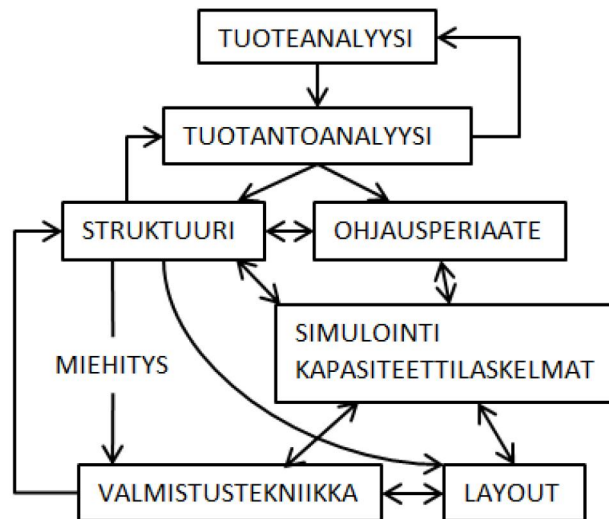 TUOTEANALYYSI
TUOTANTOANALYYSI
STRUKTUURI
OHJAUSPERIAATE
SIMULOINTI
KAPASITEETTILASKELMAT
MIEHITYS
VALMISTUSTEKNIIKKA
LAYOUT